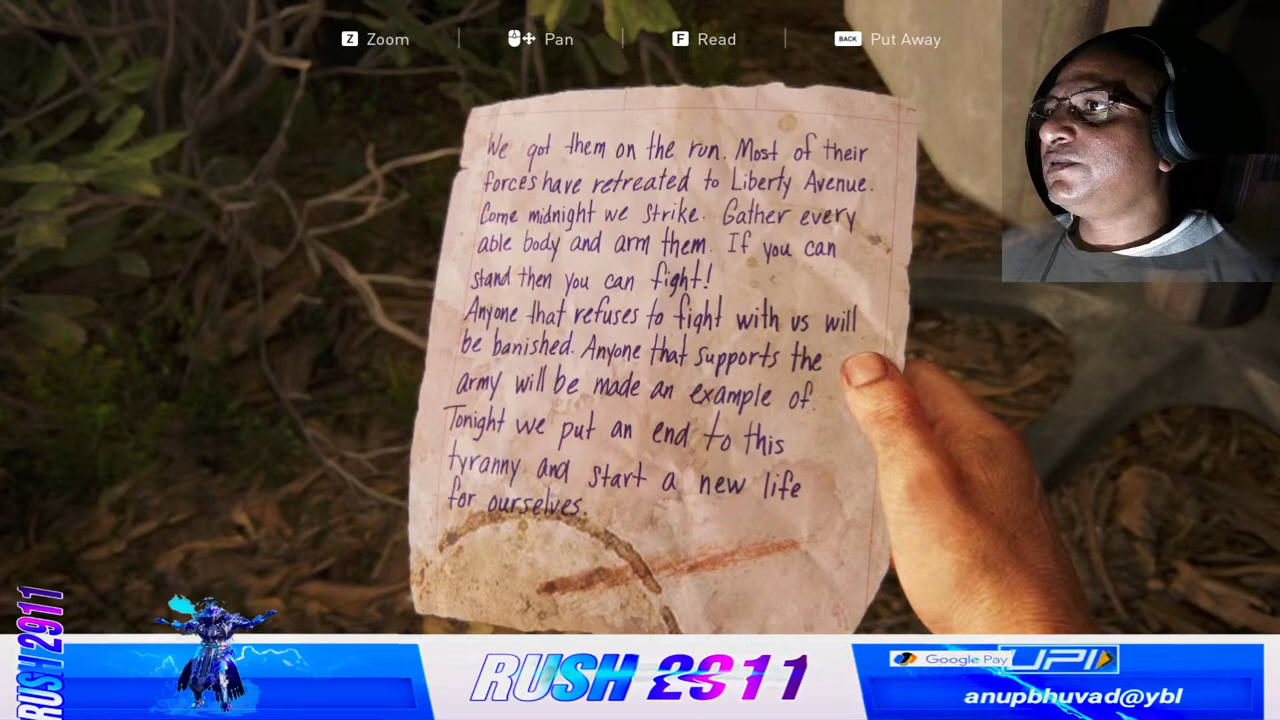 Z Zoom
Pan
F Read
BACK Put Away
We got them on the run. Most of their
forces have retreated to Liberty Avenue.
Come midnight we strike. Gather every
able body and arm them. If you can
stand then you can fight!
Anyone that refuses to fight with us will
be banished. Anyone that supports the
army will be made an example of.
Tonight we put an end to this
tyranny and start a new life
for ourselves.
RUSH2911
RUSH 2911
Google Pay
UPI
anupbhuvad@ybl